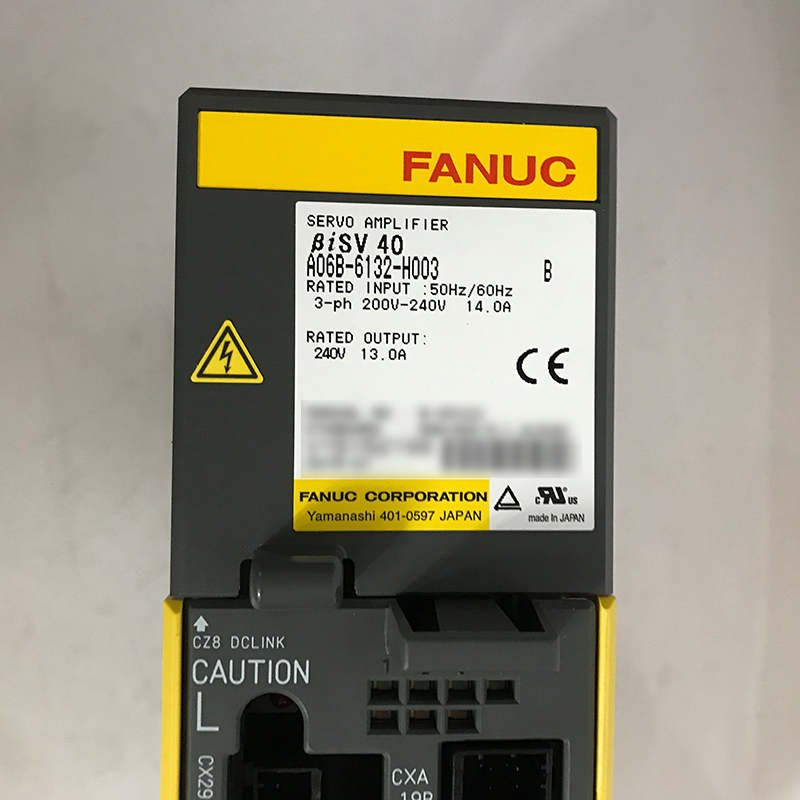 FANUC
SERVO AMPLIFIER
βiSV 40
A06B-6132-H003 B
RATED INPUT :50Hz/60Hz
3-ph 200V-240V 14.0A
RATED OUTPUT:
240V 13.0A
CE
FANUC CORPORATION
Yamanashi 401-0597 JAPAN
c RU US
made in JAPAN
CZ8 DCLINK
CAUTION
L
1 2
CX29
CXA
19B